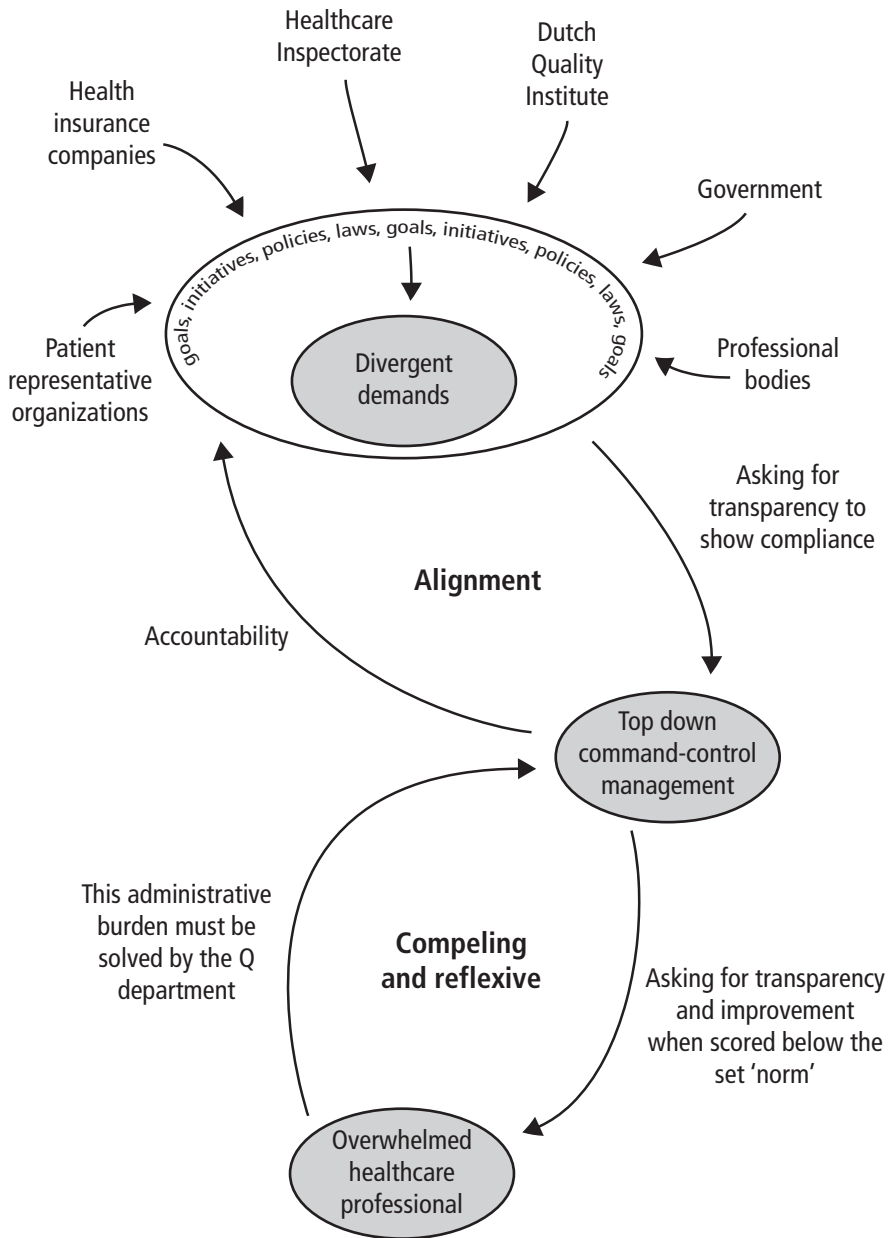 Healthcare
Inspectorate
Dutch
Quality
Institute
Health
insurance
companies
Government
goals, initiatives, policies, laws, goals, initiatives, policies, laws, goals
Patient
representative
organizations
Divergent
demands
Professional
bodies
Asking for
transparency to
show compliance
Alignment
Accountability
Top down
command-control
management
This administrative
burden must be
solved by the Q
department
Compeling
and reflexive
Asking for transparency
and improvement
when scored below the
set ‘norm’
Overwhelmed
healthcare
professional